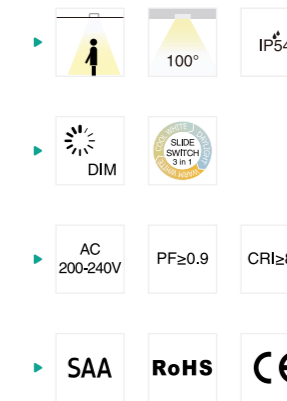 100°
IP54
DIM
COOL WHITE
DAYLIGHT
WARM WHITE
SLIDE
SWITCH
3 in 1
AC
200-240V
PF≥0.9
CRI≥
SAA
RoHS
CE